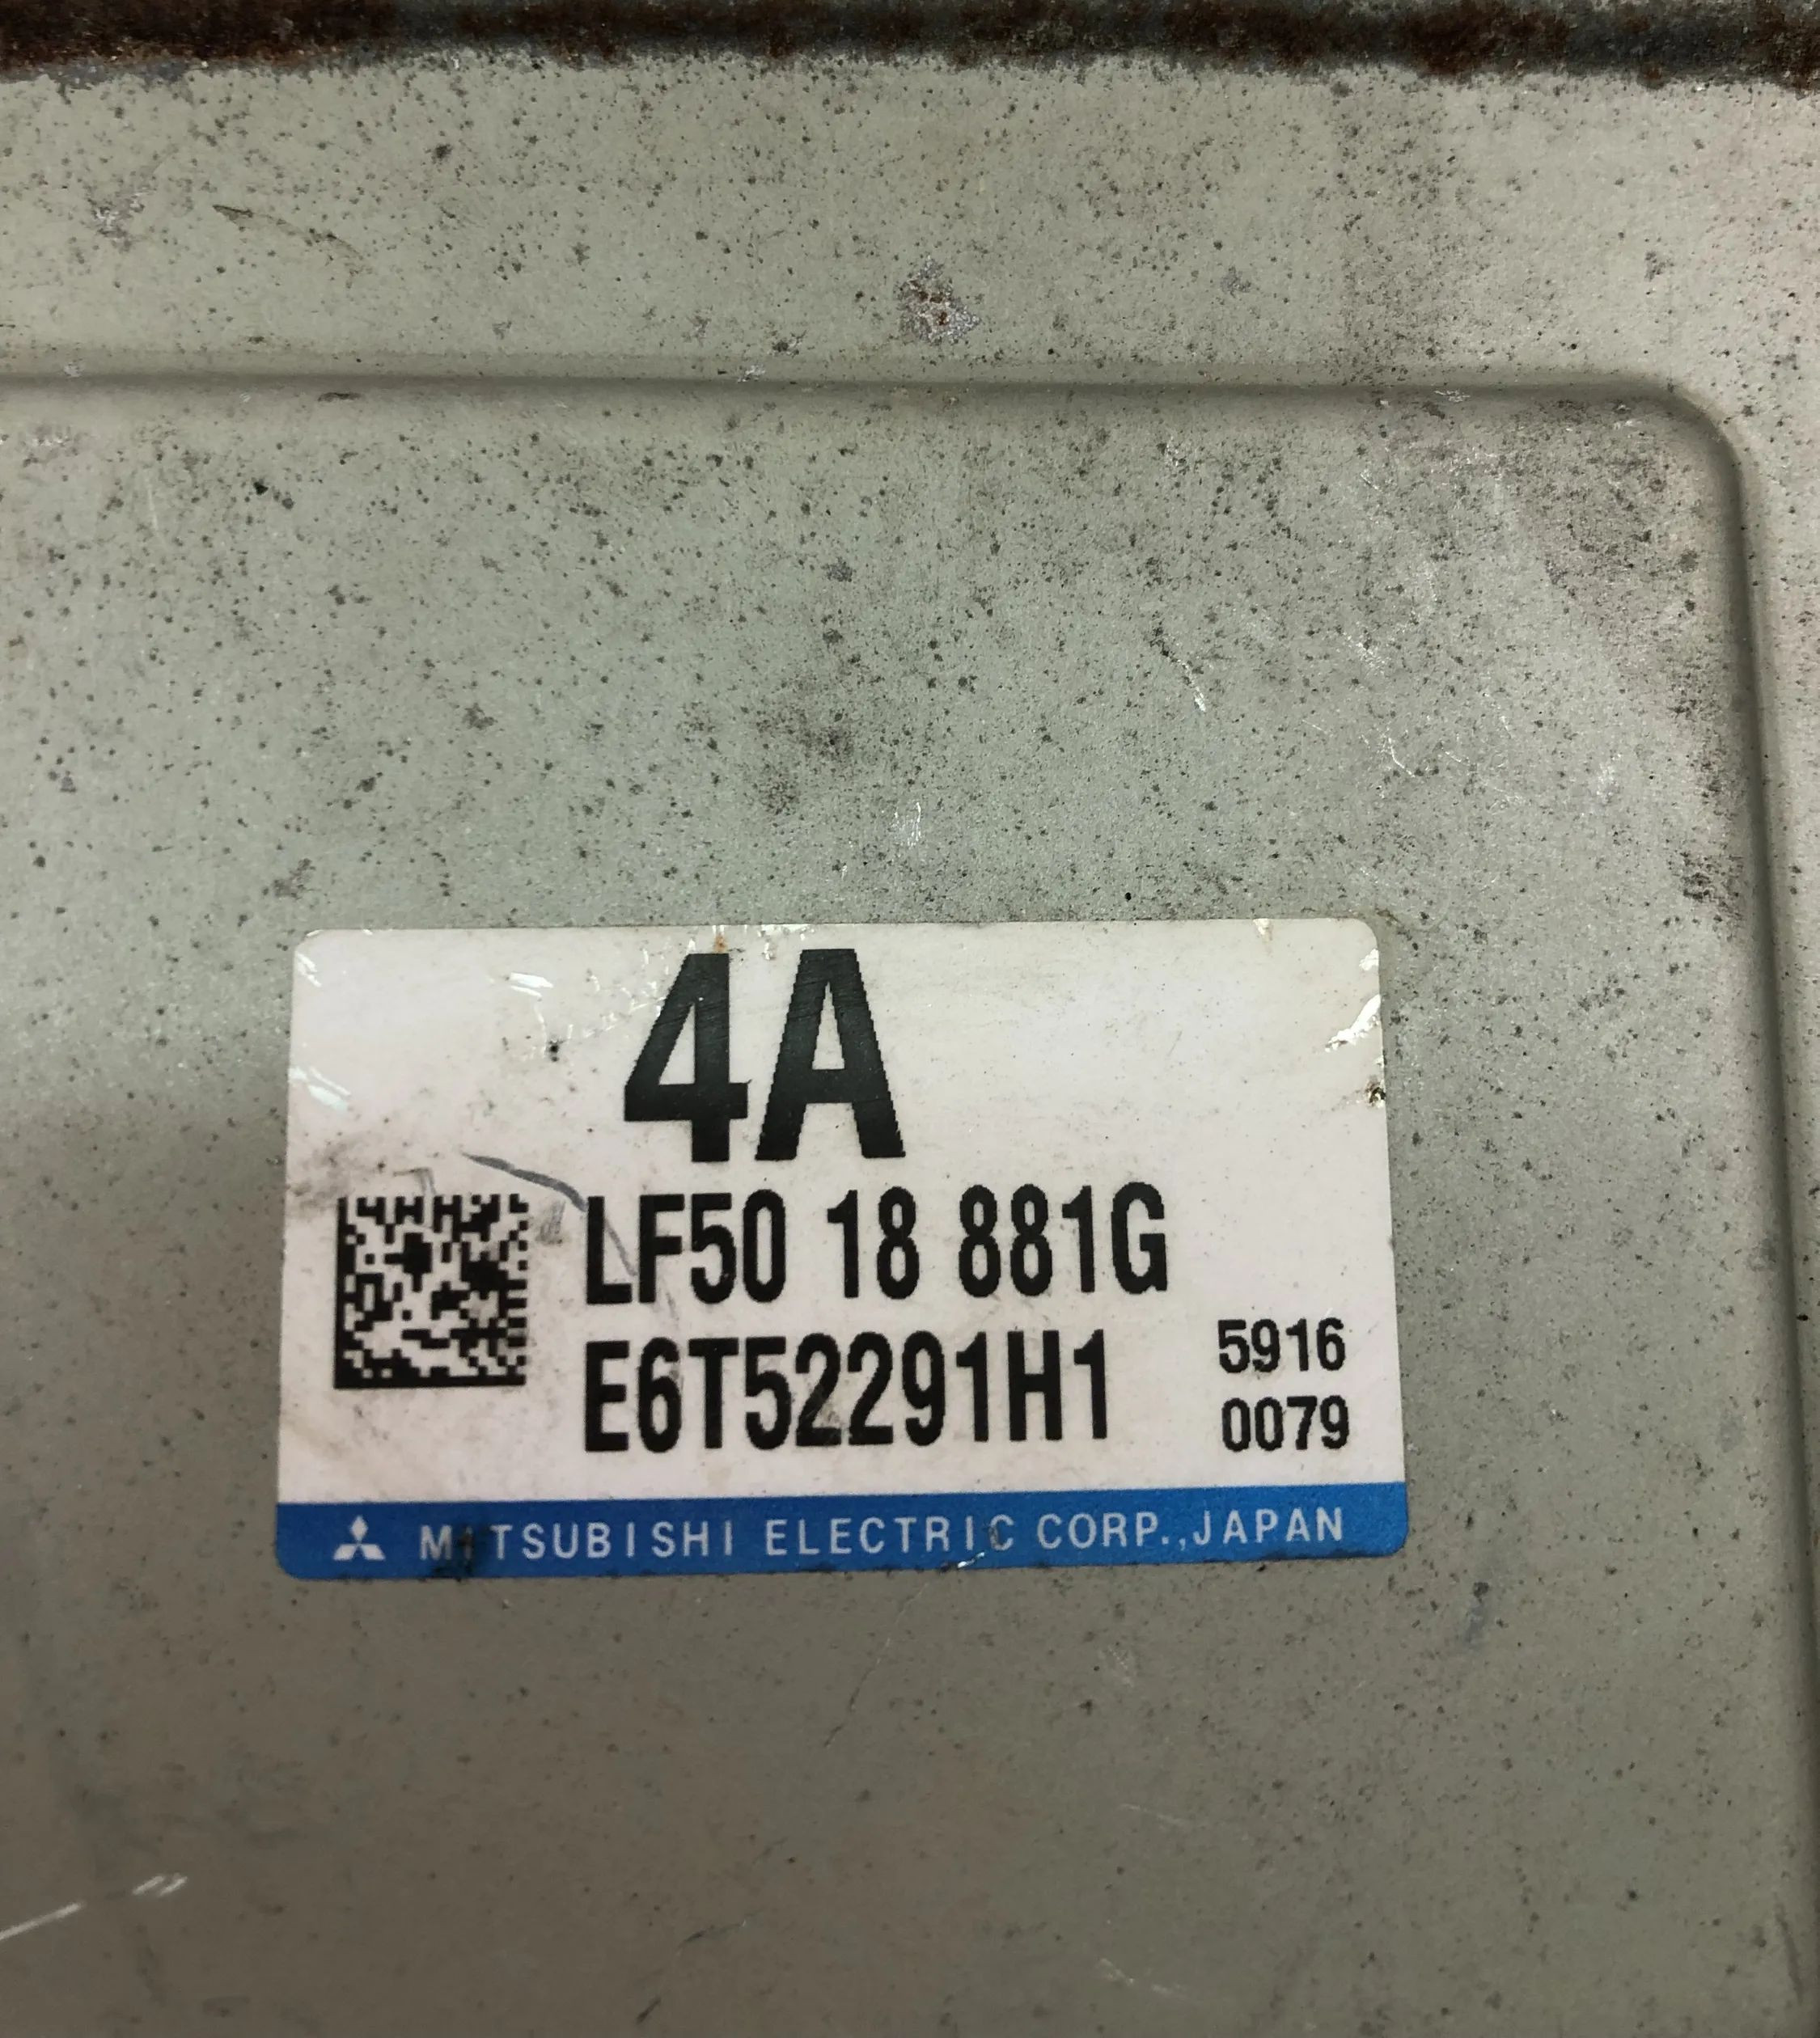 4A
LF50 18 881G
E6T52291H1
5916
0079
MITSUBISHI ELECTRIC CORP.,JAPAN